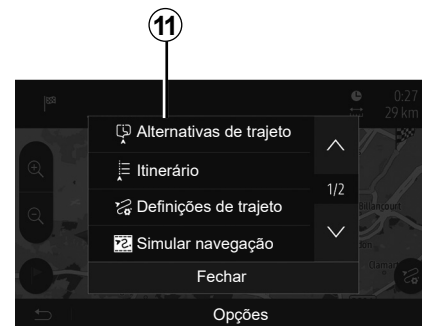 11
0:27
29 km
Alternativas de trajeto
Itinerário
1/2
Definições de trajeto
Simular navegação
Fechar
Opções